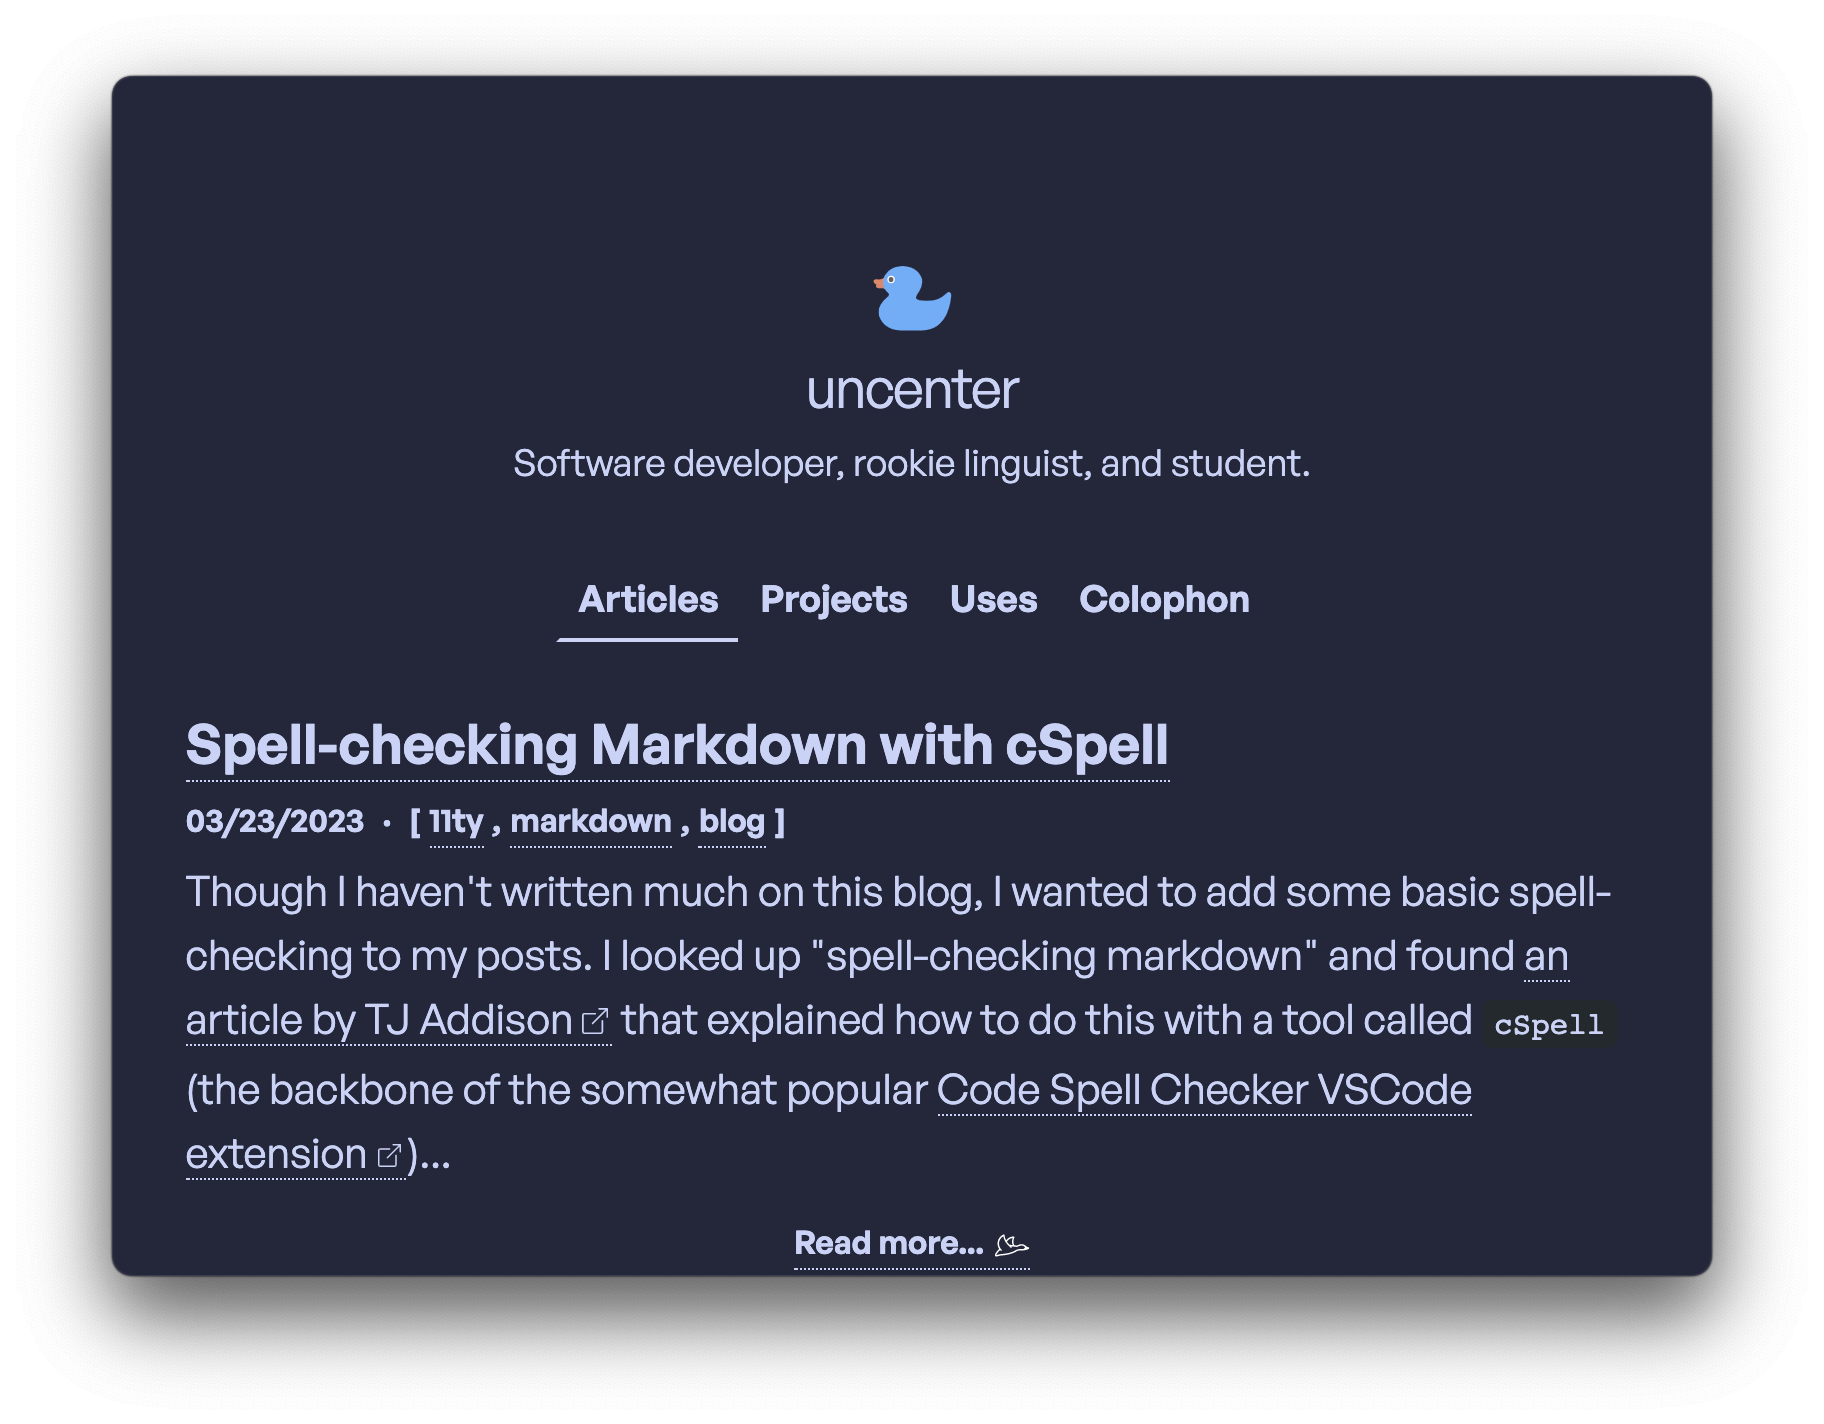 uncenter
Software developer, rookie linguist, and student.
Articles Projects Uses Colophon
Spell-checking Markdown with cSpell
03/23/2023 · [ 11ty , markdown , blog ]
Though I haven't written much on this blog, I wanted to add some basic spell-
checking to my posts. I looked up "spell-checking markdown" and found an
article by TJ Addison that explained how to do this with a tool called cSpell
(the backbone of the somewhat popular Code Spell Checker VSCode
extension )...
Read more...